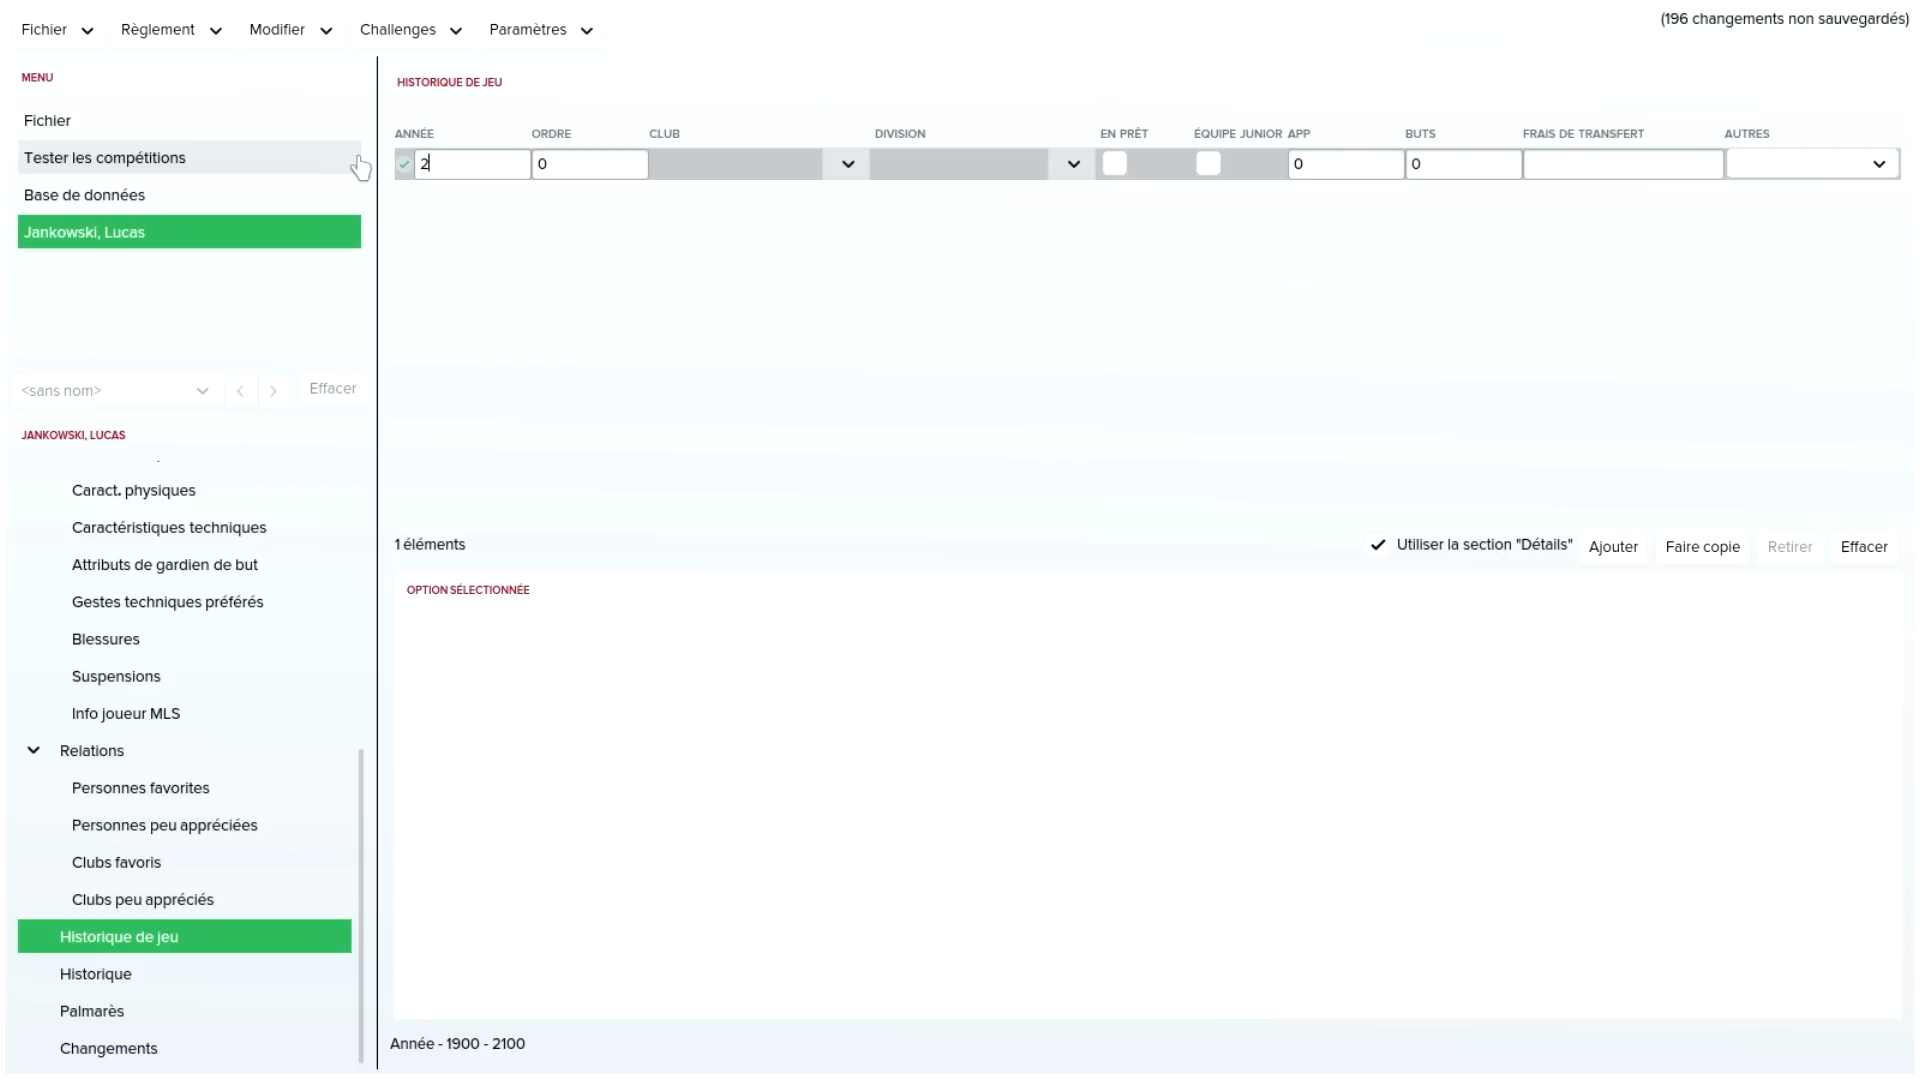 Fichier
Règlement
Modifier
Challenges
Paramètres
(196 changements non sauvegardés)
MENU
Fichier
Tester les compétitions
Base de données
Jankowski, Lucas
<sans nom>
Effacer
JANKOWSKI, LUCAS
Caract. physiques
Caractéristiques techniques
Attributs de gardien de but
Gestes techniques préférés
Blessures
Suspensions
Info joueur MLS
Relations
Personnes favorites
Personnes peu appréciées
Clubs favoris
Clubs peu appréciés
Historique de jeu
Historique
Palmarès
Changements
HISTORIQUE DE JEU
ANNÉE ORDRE CLUB DIVISION EN PRÊT ÉQUIPE JUNIOR APP BUTS FRAIS DE TRANSFERT AUTRES
2 0 0 0
1 éléments
Utiliser la section "Détails"
Ajouter
Faire copie
Retirer
Effacer
OPTION SÉLECTIONNÉE
Année - 1900 - 2100